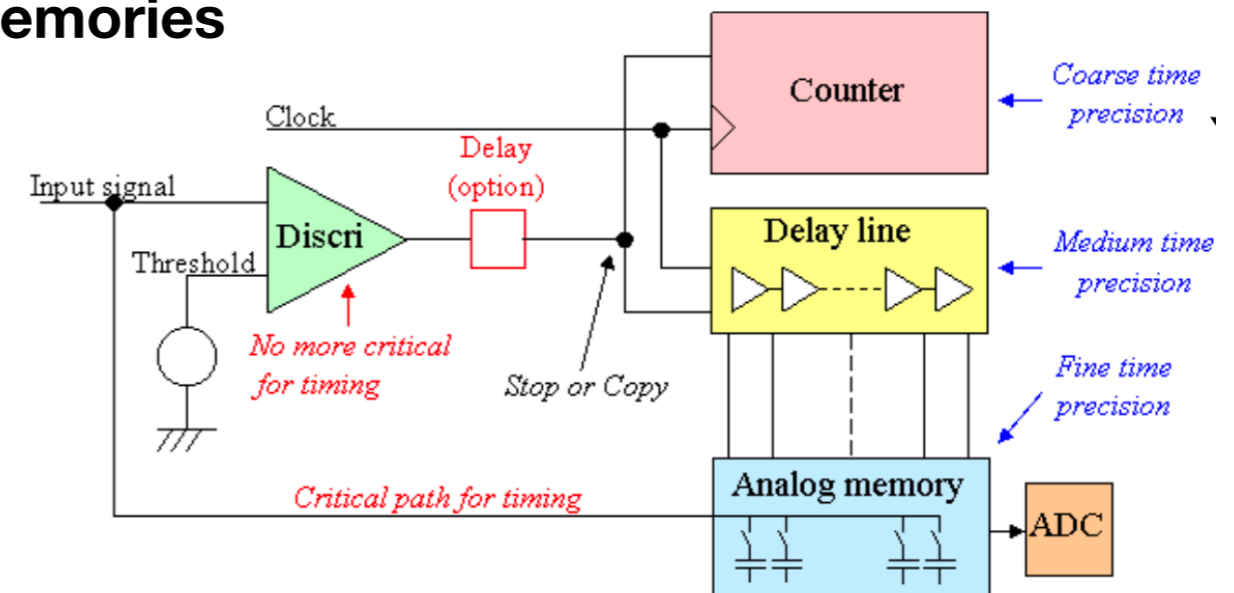 emories
Counter
Coarse time
precision
Clock
Delay
(option)
Input signal
Discri
Threshold
Delay line
Medium time
precision
No more critical
for timing
Stop or Copy
Fine time
precision
Analog memory
Critical path for timing
ADC